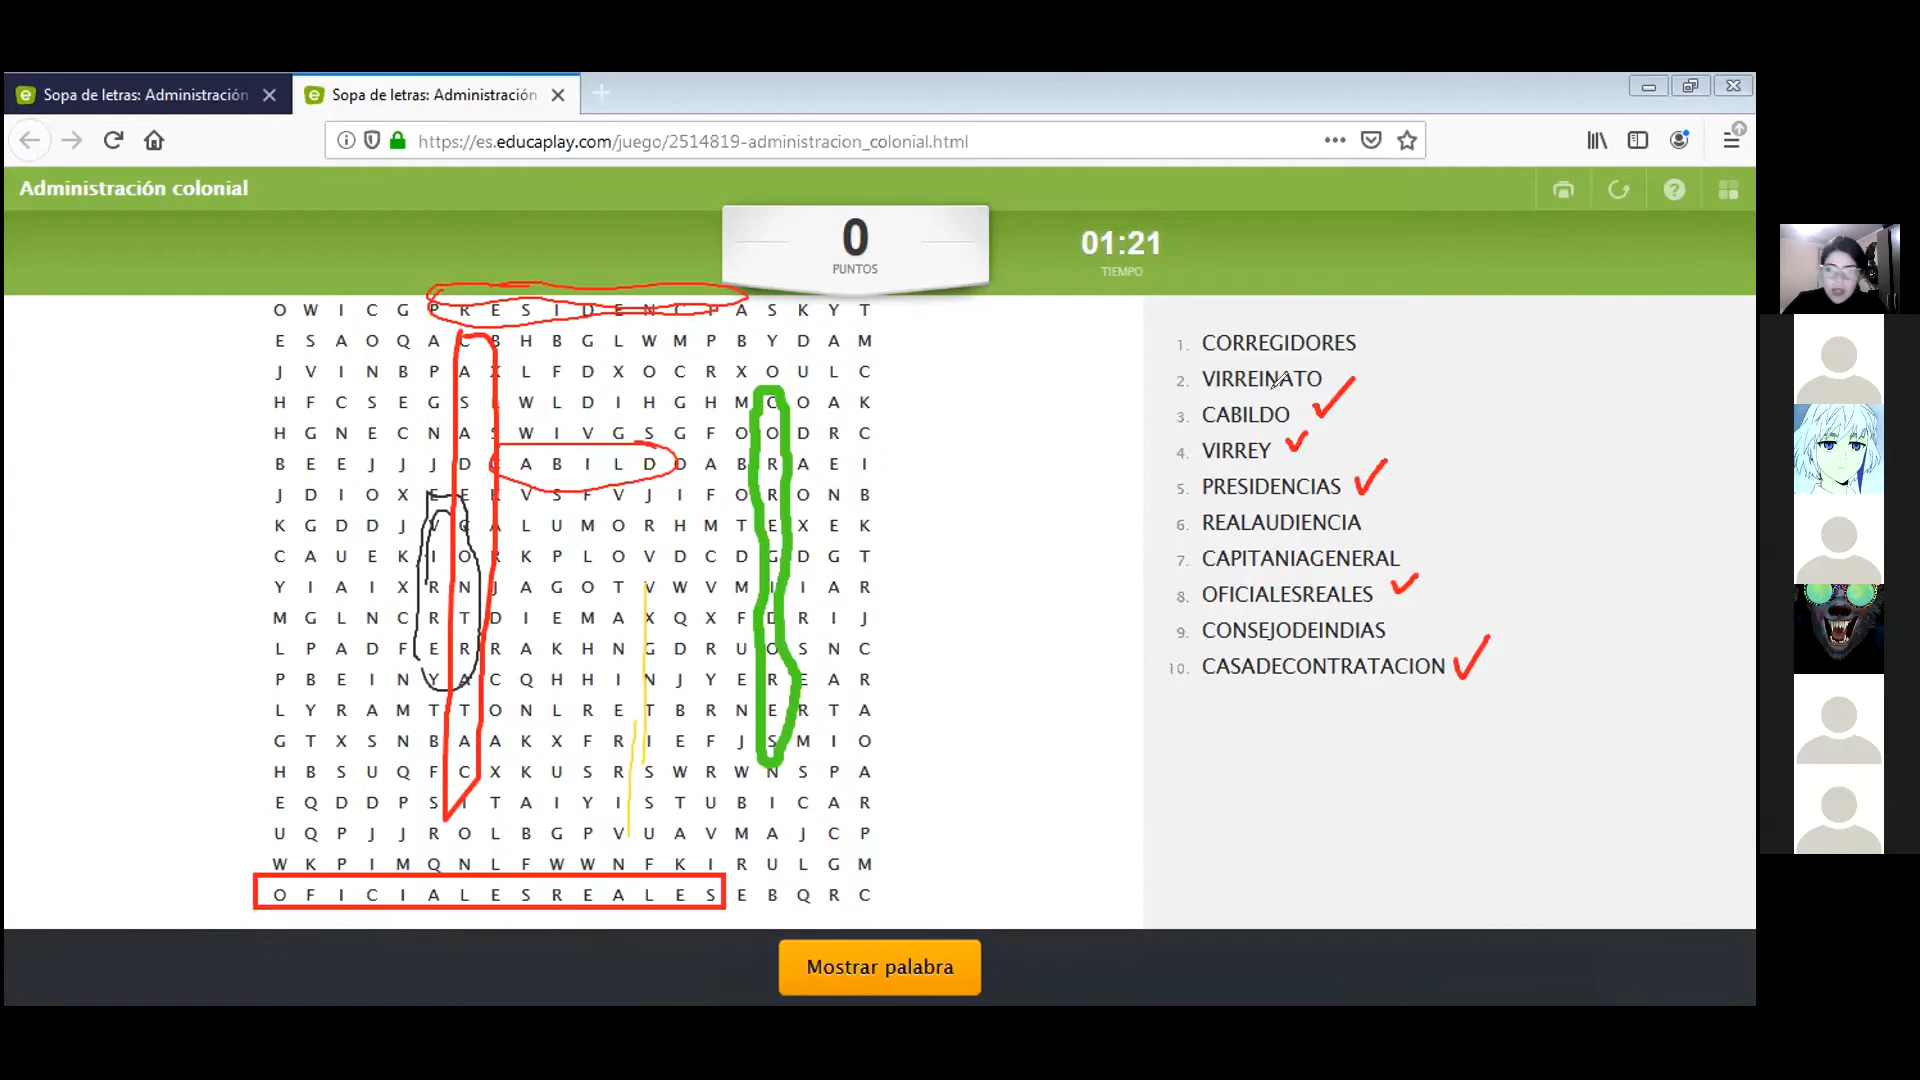 Sopa de letras: Administración
Sopa de letras: Administración
https://es.educaplay.com/juego/2514819-administracion_colonial.html
Administración colonial
0
PUNTOS
01:21
TIEMPO
O W I C G P R E S I D E N C I A S K Y T
E S A O Q A C B H B G L W M P B Y D A M
J V I N B P A X L F D X O C R X O U L C
H F C S E G S L W L D I H G H M C O A K
H G N E C N A S W I V G S G F O O D R C
B E E J J J D C A B I L D O A B R A E I
J D I O X E E R V S F V J I F O R O N B
K G D D J V C A L U M O R H M T E X E K
C A U E K I O R K P L O V D C D G D G T
Y I A I X R N J A G O T V W V M I I A R
M G L N C R T D I E M A X Q X F D R I J
L P A D F E R R A K H N G D R U O S N C
P B E I N Y A C Q H H I N J Y E R E A R
L Y R A M T T O N L R E T B R N E R T A
G T X S N B A A K X F R I E F J S M I O
H B S U Q F C X K U S R S W R W N S P A
E Q D D P S I T A I Y I S T U B I C A R
U Q P J J R O L B G P V U A V M A J C P
W K P I M Q N L F W W N F K I R U L G M
O F I C I A L E S R E A L E S E B Q R C
1. CORREGIDORES
2. VIRREINATO
3. CABILDO
4. VIRREY
5. PRESIDENCIAS
6. REALAUDIENCIA
7. CAPITANIAGENERAL
8. OFICIALESREALES
9. CONSEJODEINDIAS
10. CASADECONTRATACION
Mostrar palabra